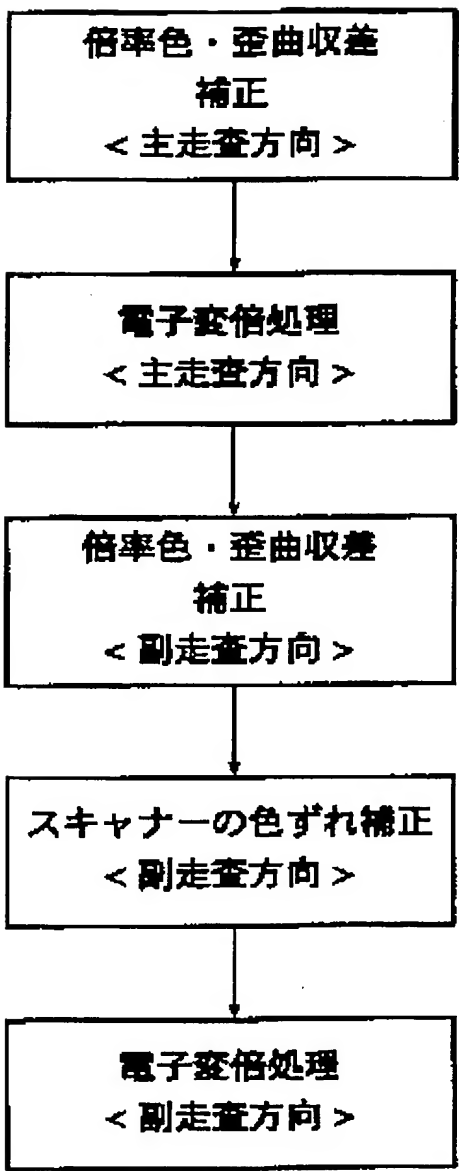 倍率色・歪曲収差
補正
<主走査方向>
電子変倍処理
<主走査方向>
倍率色・歪曲収差
補正
<副走査方向>
スキャナーの色ずれ補正
<副走査方向>
電子変倍処理
<副走査方向>